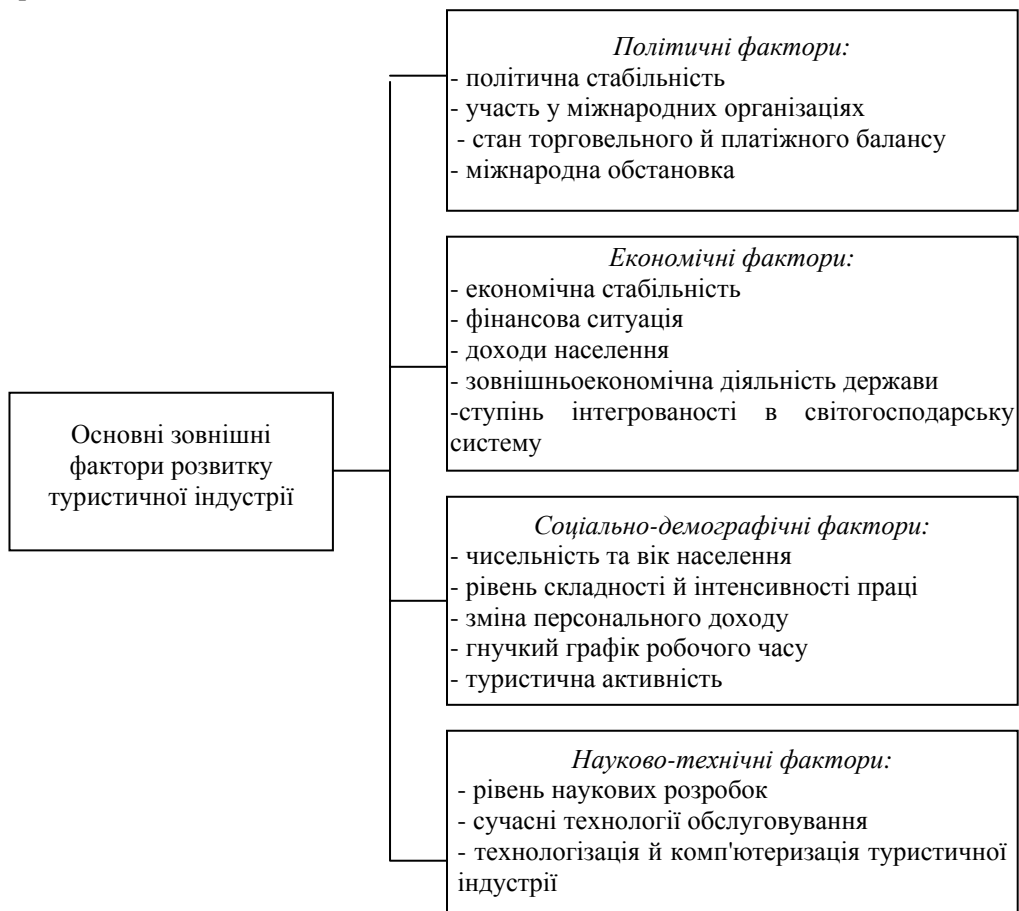 Політичні фактори:
- політична стабільність
- участь у міжнародних організаціях
- стан торговельного й платіжного балансу
- міжнародна обстановка
Економічні фактори:
- економічна стабільність
- фінансова ситуація
- доходи населення
- зовнішньоекономічна діяльність держави
-ступінь інтегрованості в світогосподарську
систему
Основні зовнішні
фактори розвитку
туристичної індустрії
Соціально-демографічні фактори:
- чисельність та вік населення
- рівень складності й інтенсивності праці
- зміна персонального доходу
- гнучкий графік робочого часу
- туристична активність
Науково-технічні фактори:
- рівень наукових розробок
- сучасні технології обслуговування
- технологізація й комп'ютеризація туристичної
індустрії